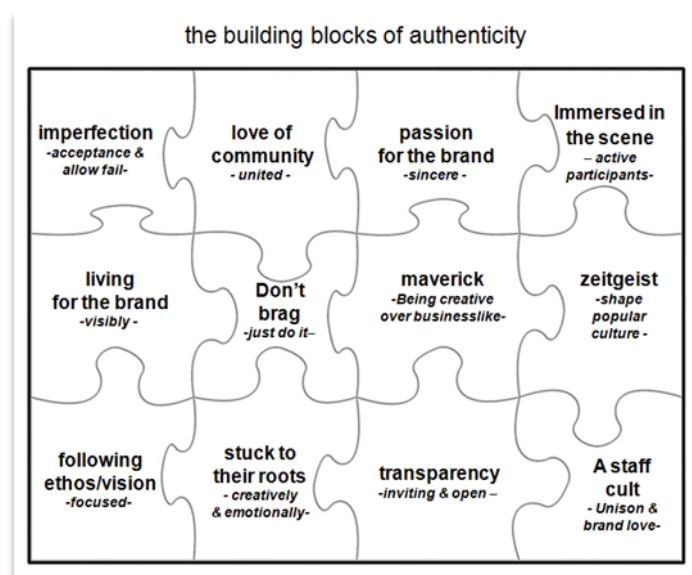 the building blocks of authenticity
imperfection
-acceptance &
allow fail-
love of
community
- united -
passion
for the brand
-sincere -
Immersed in
the scene
– active
participants-
living
for the brand
-visibly -
Don't
brag
-just do it–
maverick
-Being creative
over businesslike-
zeitgeist
-shape
popular
culture -
following
ethos/vision
-focused-
stuck to
their roots
- creatively
& emotionally-
transparency
-inviting & open –
A staff
cult
- Unison &
brand love-